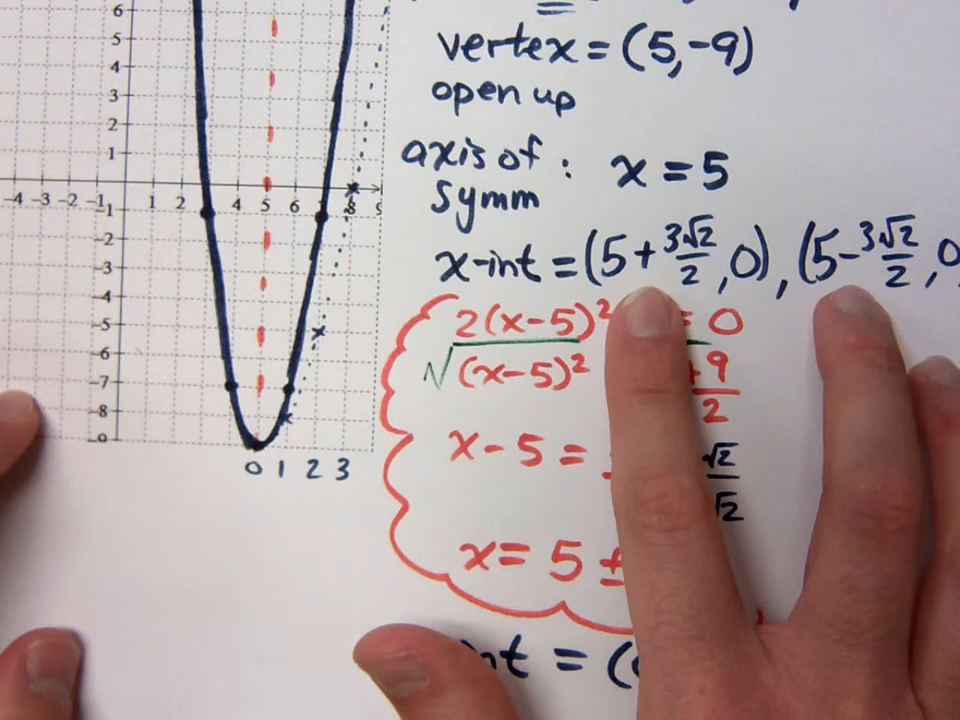 vertex = (5,-9)
open up
axis of symm : x = 5
x-int = (5 + 3√2/2, 0), (5 - 3√2/2, 0
2(x-5)² = 0
√(x-5)² +9/2
x - 5 = √2/√2
x = 5 ±
int = (
6
5
4
3
2
1
-4 -3 -2 -1 1 2 4 5 6 8 9
-1
-2
-3
-4
-5
-6
-7
-8
-9
0 1 2 3